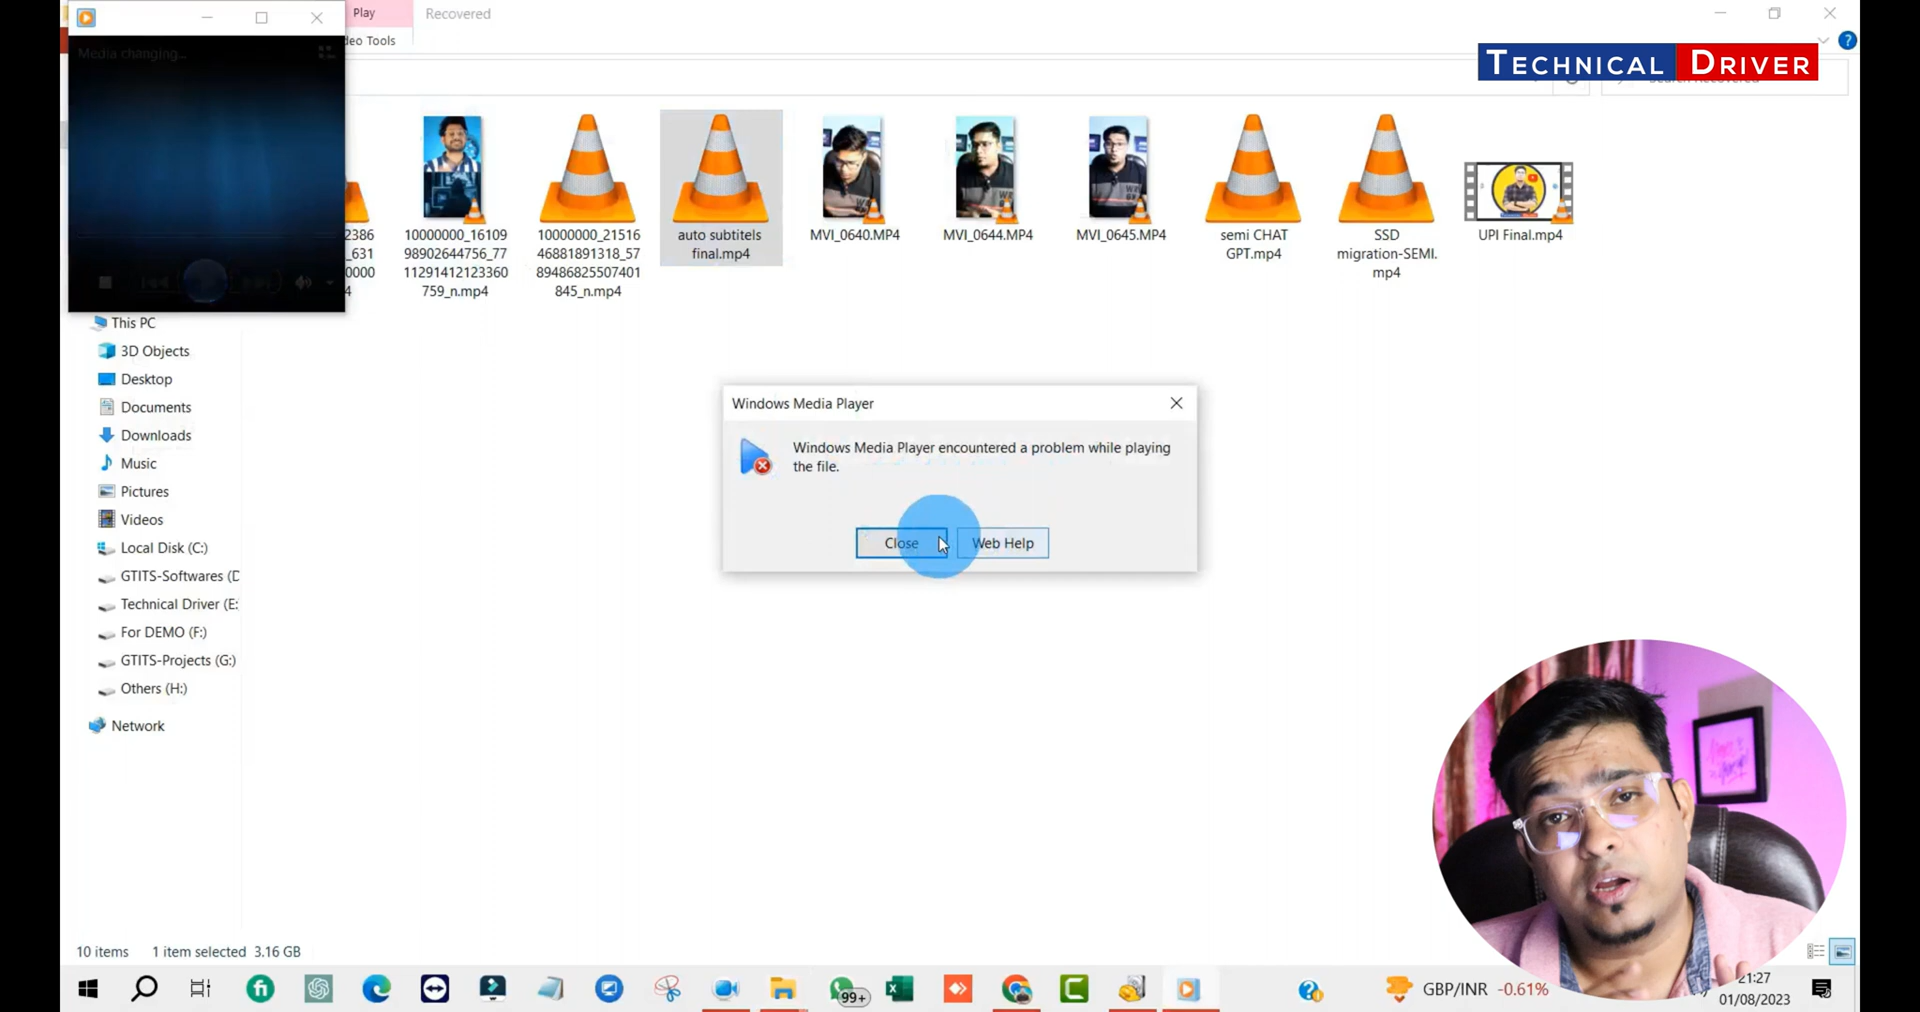 Play
Recovered
deo Tools
TECHNICAL DRIVER
Media changing...
2386
_631
0000
4
10000000_16109
98902644756_77
11291412123360
759_n.mp4
10000000_21516
46881891318_57
89486825507401
845_n.mp4
auto subtitels
final.mp4
MVI_0640.MP4
MVI_0644.MP4
MVI_0645.MP4
semi CHAT
GPT.mp4
SSD
migration-SEMI.
mp4
UPI Final.mp4
This PC
3D Objects
Desktop
Documents
Downloads
Music
Pictures
Videos
Local Disk (C:)
GTITS-Softwares (D
Technical Driver (E:
For DEMO (F:)
GTITS-Projects (G:)
Others (H:)
Network
Windows Media Player
Windows Media Player encountered a problem while playing
the file.
Close
Web Help
10 items
1 item selected 3.16 GB
99+
GBP/INR -0.61%
21:27
01/08/2023